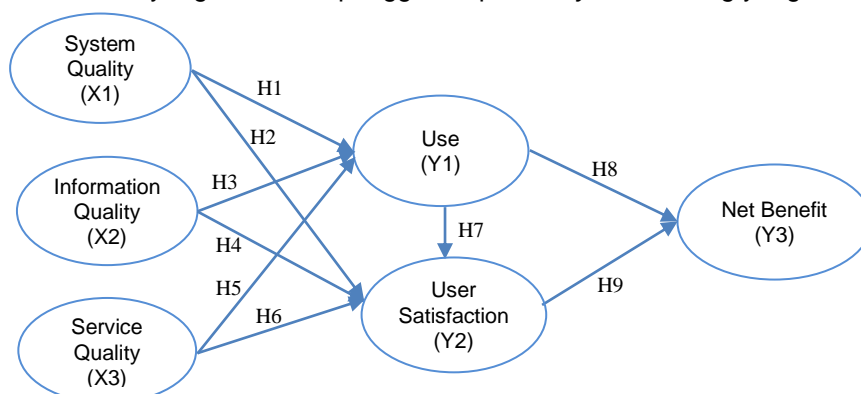 System
Quality
(X1)
H1
H2
Use
(Y1)
H8
Information
Quality
(X2)
H3
H4
H7
Net Benefit
(Y3)
H5
H6
User
Satisfaction
(Y2)
H9
Service
Quality
(X3)